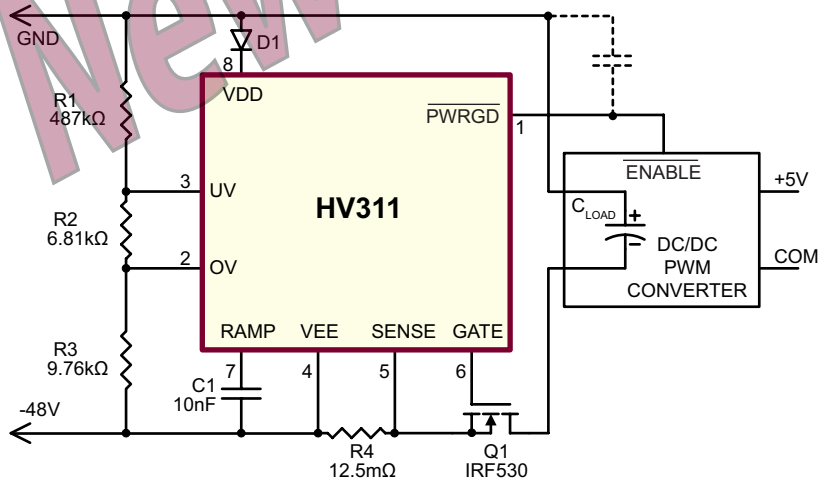 New
GND
D1
8
VDD
R1
487kΩ
PWRGD
1
ENABLE
+5V
3
UV
HV311
C LOAD
+
–
R2
6.81kΩ
2
OV
DC/DC
PWM
CONVERTER
COM
RAMP
VEE
SENSE
GATE
R3
9.76kΩ
7
4
5
6
C1
10nF
-48V
R4
12.5mΩ
Q1
IRF530